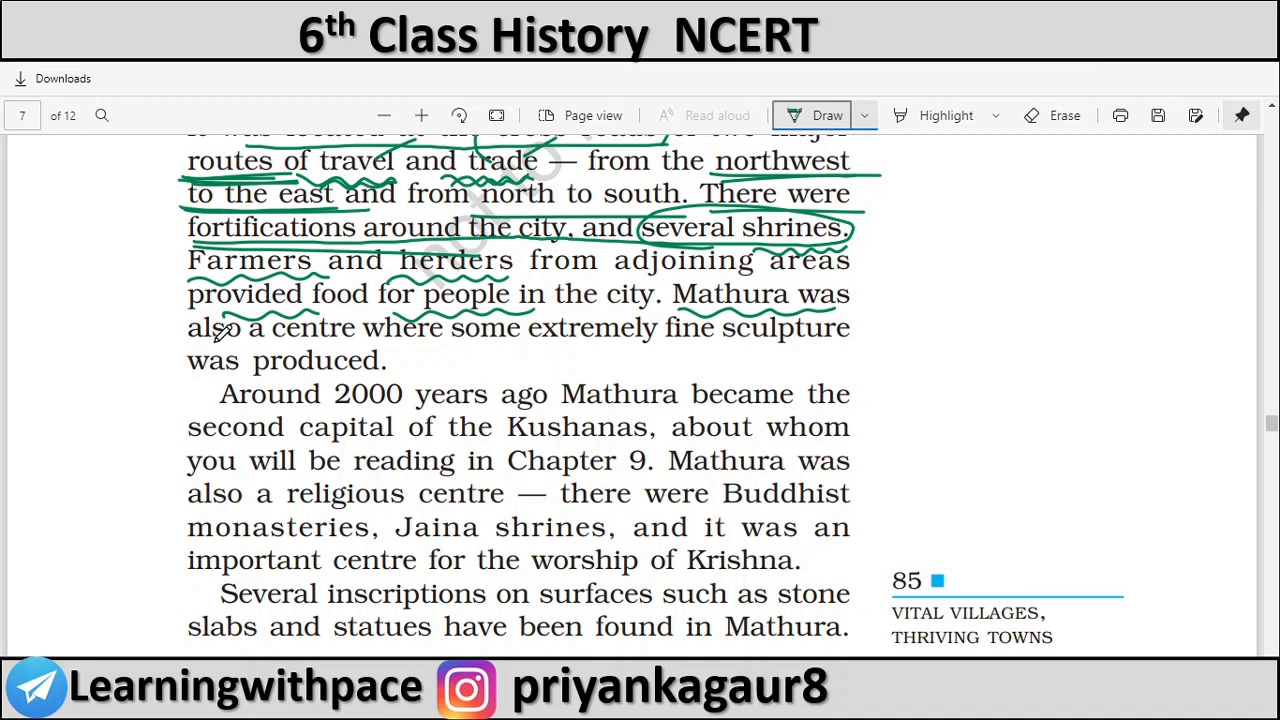 6th Class History NCERT
Downloads
7 of 12 Page view Read aloud Draw Highlight Erase
routes of travel and trade — from the northwest
to the east and from north to south. There were
fortifications around the city, and several shrines.
Farmers and herders from adjoining areas
provided food for people in the city. Mathura was
also a centre where some extremely fine sculpture
was produced.
Around 2000 years ago Mathura became the
second capital of the Kushanas, about whom
you will be reading in Chapter 9. Mathura was
also a religious centre — there were Buddhist
monasteries, Jaina shrines, and it was an
important centre for the worship of Krishna.
Several inscriptions on surfaces such as stone
slabs and statues have been found in Mathura.
85
VITAL VILLAGES,
THRIVING TOWNS
not to
Learningwithpace priyankagaur8